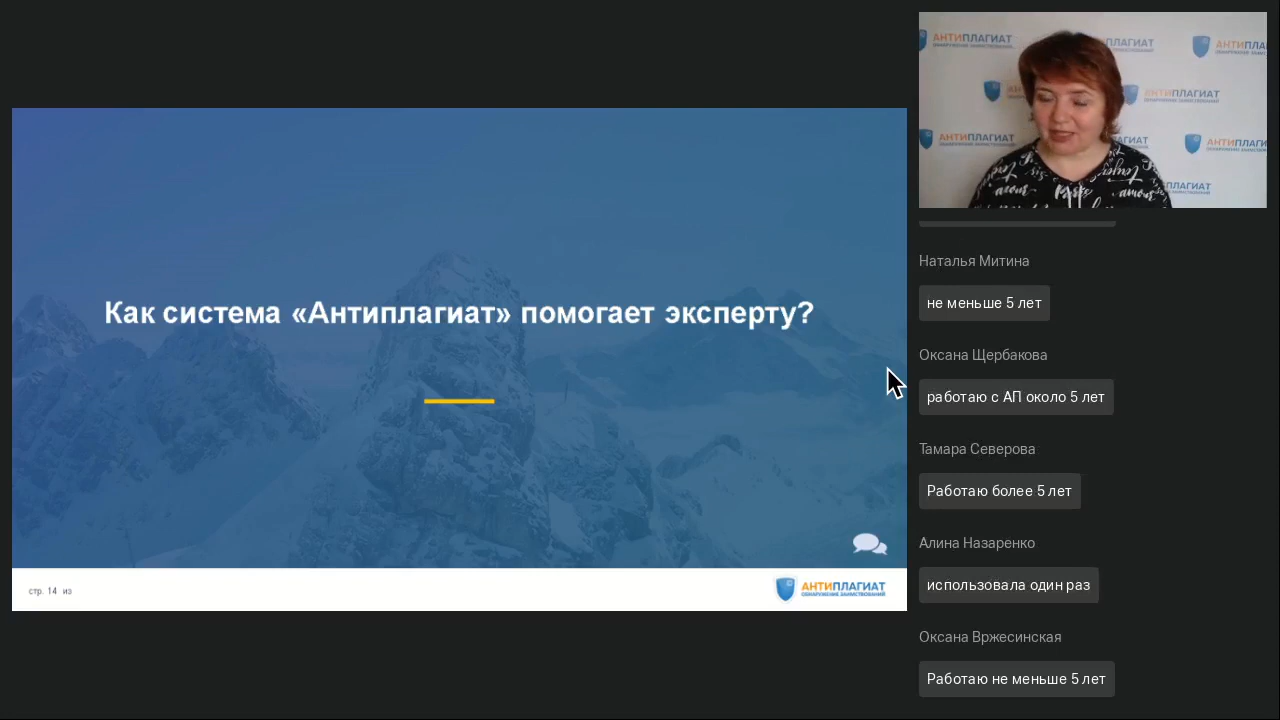 Как система «Антиплагиат» помогает эксперту?
стр. 14 из
АНТИПЛАГИАТ
ОБНАРУЖЕНИЕ ЗАИМСТВОВАНИЙ
Наталья Митина
не меньше 5 лет
Оксана Щербакова
работаю с АП около 5 лет
Тамара Северова
Работаю более 5 лет
Алина Назаренко
использовала один раз
Оксана Вржесинская
Работаю не меньше 5 лет